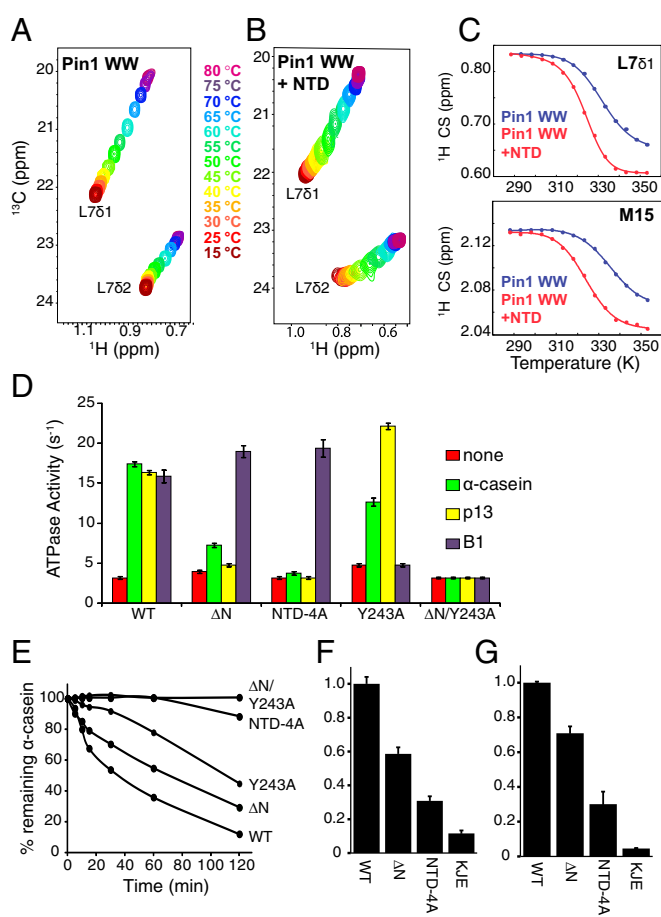 A
Pin1 WW
20
21
22
23
24
¹³C (ppm)
L7δ1
L7δ2
1.1
0.9
0.7
¹H (ppm)
80 °C
75 °C
70 °C
65 °C
60 °C
55 °C
50 °C
45 °C
40 °C
35 °C
30 °C
25 °C
15 °C
B
Pin1 WW
+ NTD
20
21
22
23
24
L7δ1
L7δ2
1.0
0.8
0.6
¹H (ppm)
C
0.80
0.70
0.60
¹H CS (ppm)
L7δ1
Pin1 WW
Pin1 WW
+NTD
290
310
330
350
M15
2.12
2.08
2.04
¹H CS (ppm)
Pin1 WW
Pin1 WW
+NTD
290
310
330
350
Temperature (K)
D
ATPase Activity (s⁻¹)
25
20
15
10
5
0
WT
ΔN
NTD-4A
Y243A
ΔN/Y243A
none
α-casein
p13
B1
E
% remaining α-casein
100
80
60
40
20
0
0
20
40
60
80
100
120
Time (min)
ΔN/
Y243A
NTD-4A
Y243A
ΔN
WT
F
1.0
0.8
0.6
0.4
0.2
0
WT
ΔN
NTD-4A
KJE
G
1.0
0.8
0.6
0.4
0.2
0
WT
ΔN
NTD-4A
KJE